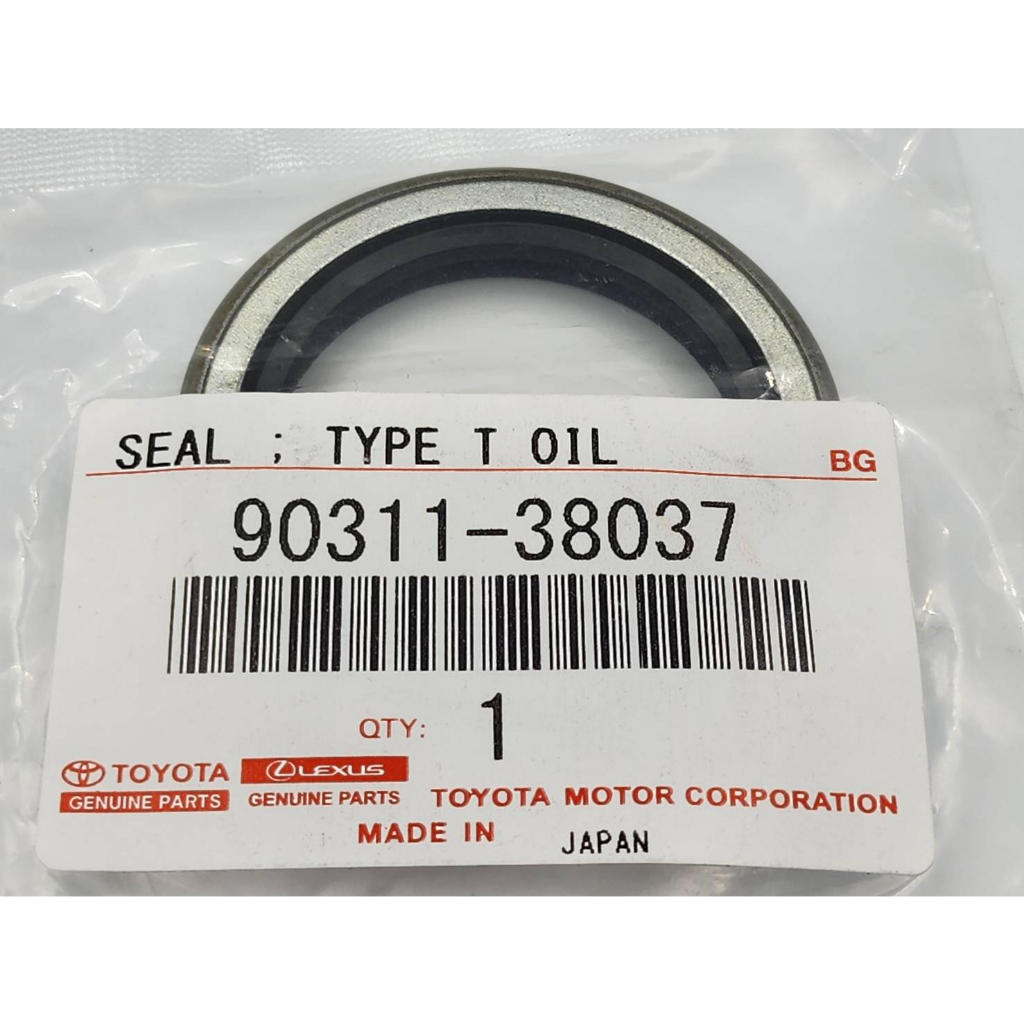 SEAL ; TYPE T OIL
BG
90311-38037
QTY: 1
TOYOTA
GENUINE PARTS
LEXUS
GENUINE PARTS
TOYOTA MOTOR CORPORATION
MADE IN JAPAN